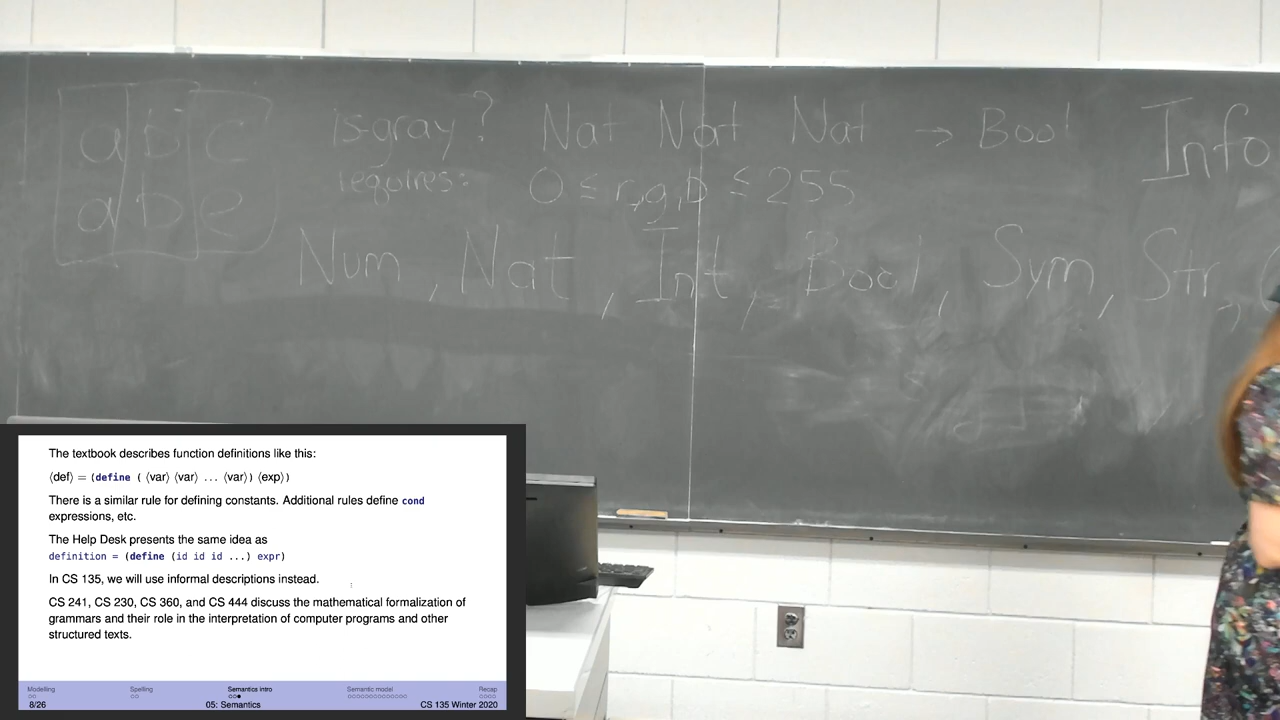 a b c
a b e
is-gray? Nat Nat Nat → Bool
requires: 0 ≤ r,g,b ≤ 255
Num, Nat, Int, Bool, Sym, Str,
Info
The textbook describes function definitions like this:
⟨def⟩ = (define ( ⟨var⟩ ⟨var⟩ ... ⟨var⟩) ⟨exp⟩)
There is a similar rule for defining constants. Additional rules define cond
expressions, etc.
The Help Desk presents the same idea as
definition = (define (id id id ...) expr)
In CS 135, we will use informal descriptions instead.
CS 241, CS 230, CS 360, and CS 444 discuss the mathematical formalization of
grammars and their role in the interpretation of computer programs and other
structured texts.
Modelling Spelling Semantics intro Semantic model Recap
8/26 05: Semantics CS 135 Winter 2020